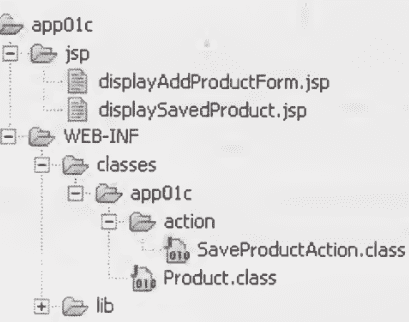 app01c
jsp
displayAddProductForm.jsp
displaySavedProduct.jsp
WEB-INF
classes
app01c
action
SaveProductAction.class
Product.class
lib